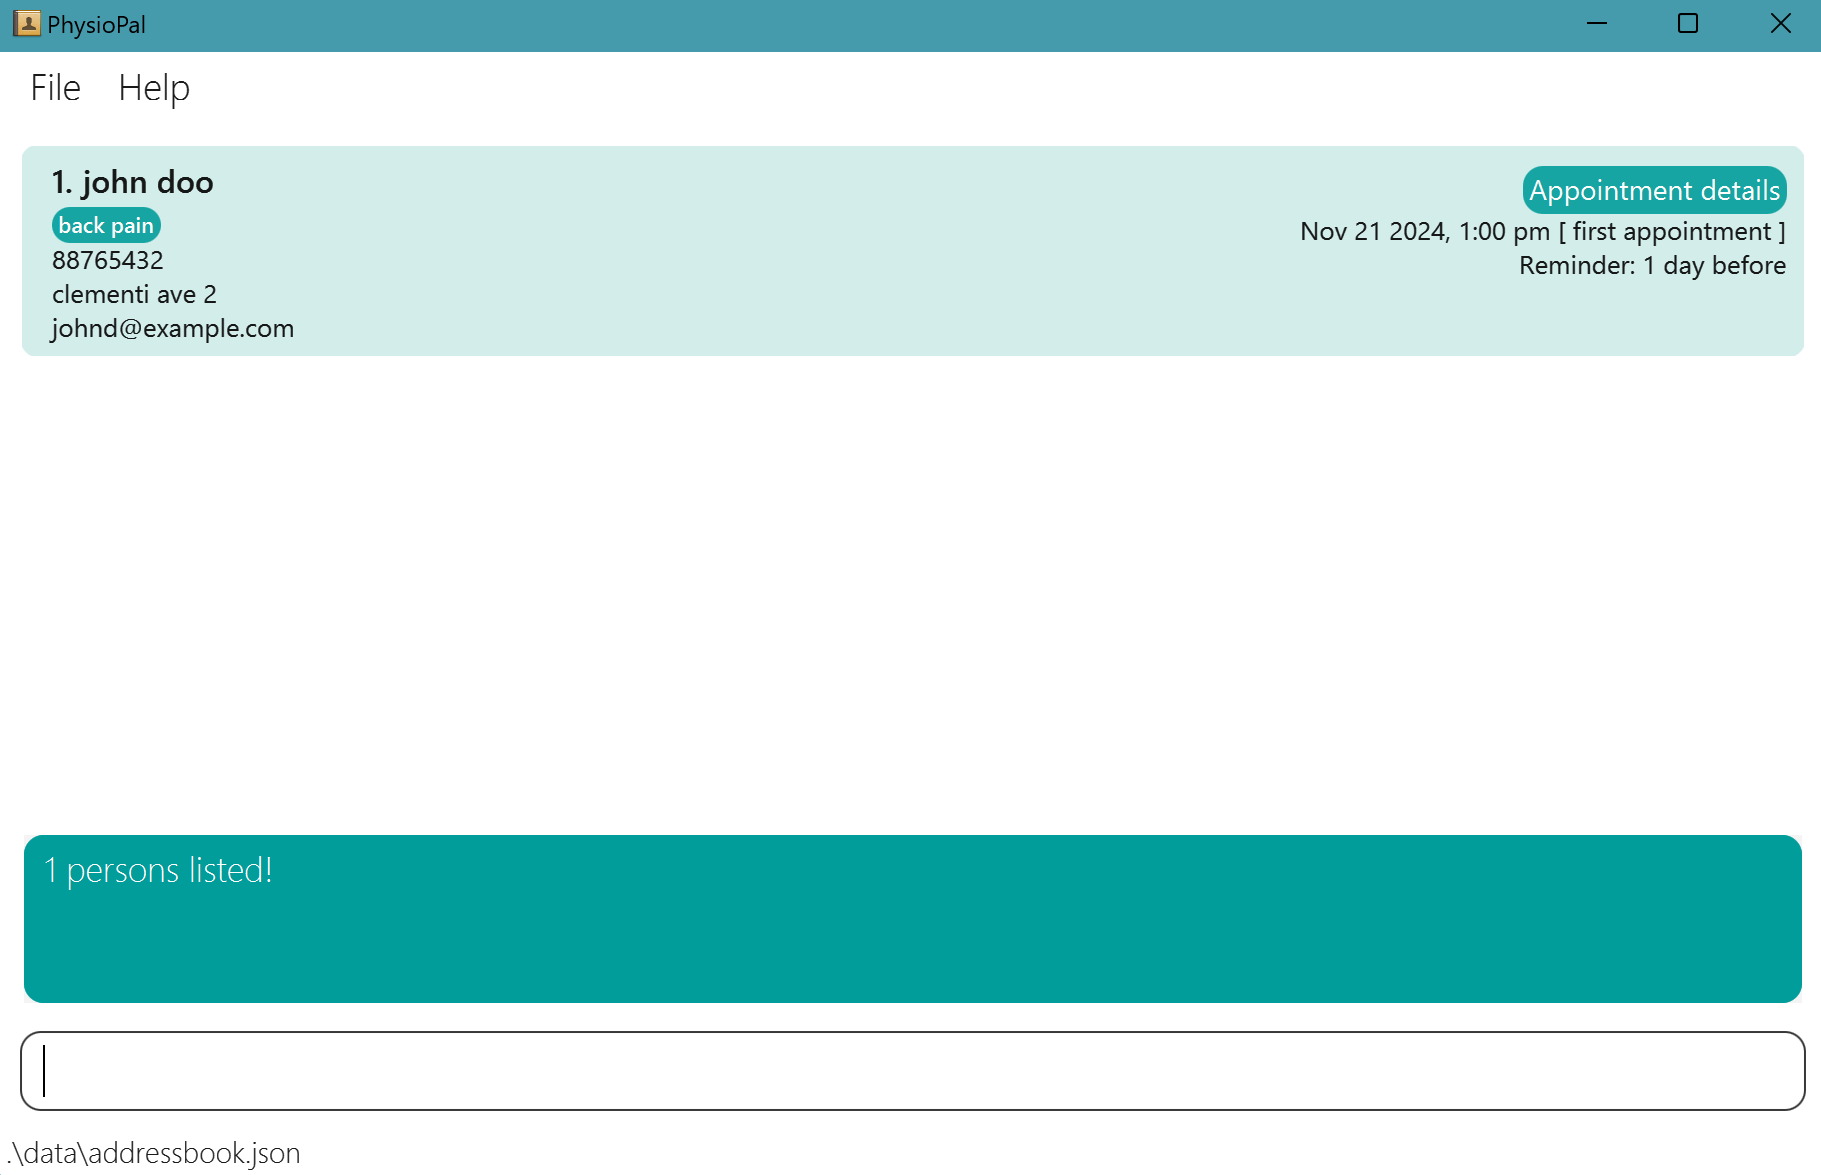 PhysioPal
File Help
1. john doo
back pain
88765432
clementi ave 2
johnd@example.com
Appointment details
Nov 21 2024, 1:00 pm [ first appointment ]
Reminder: 1 day before
1 persons listed!
.\data\addressbook.json